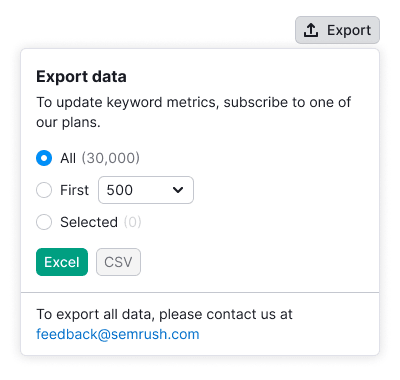 Export
Export data
To update keyword metrics, subscribe to one of
our plans.
All (30,000)
First 500
Selected (0)
Excel CSV
To export all data, please contact us at
feedback@semrush.com